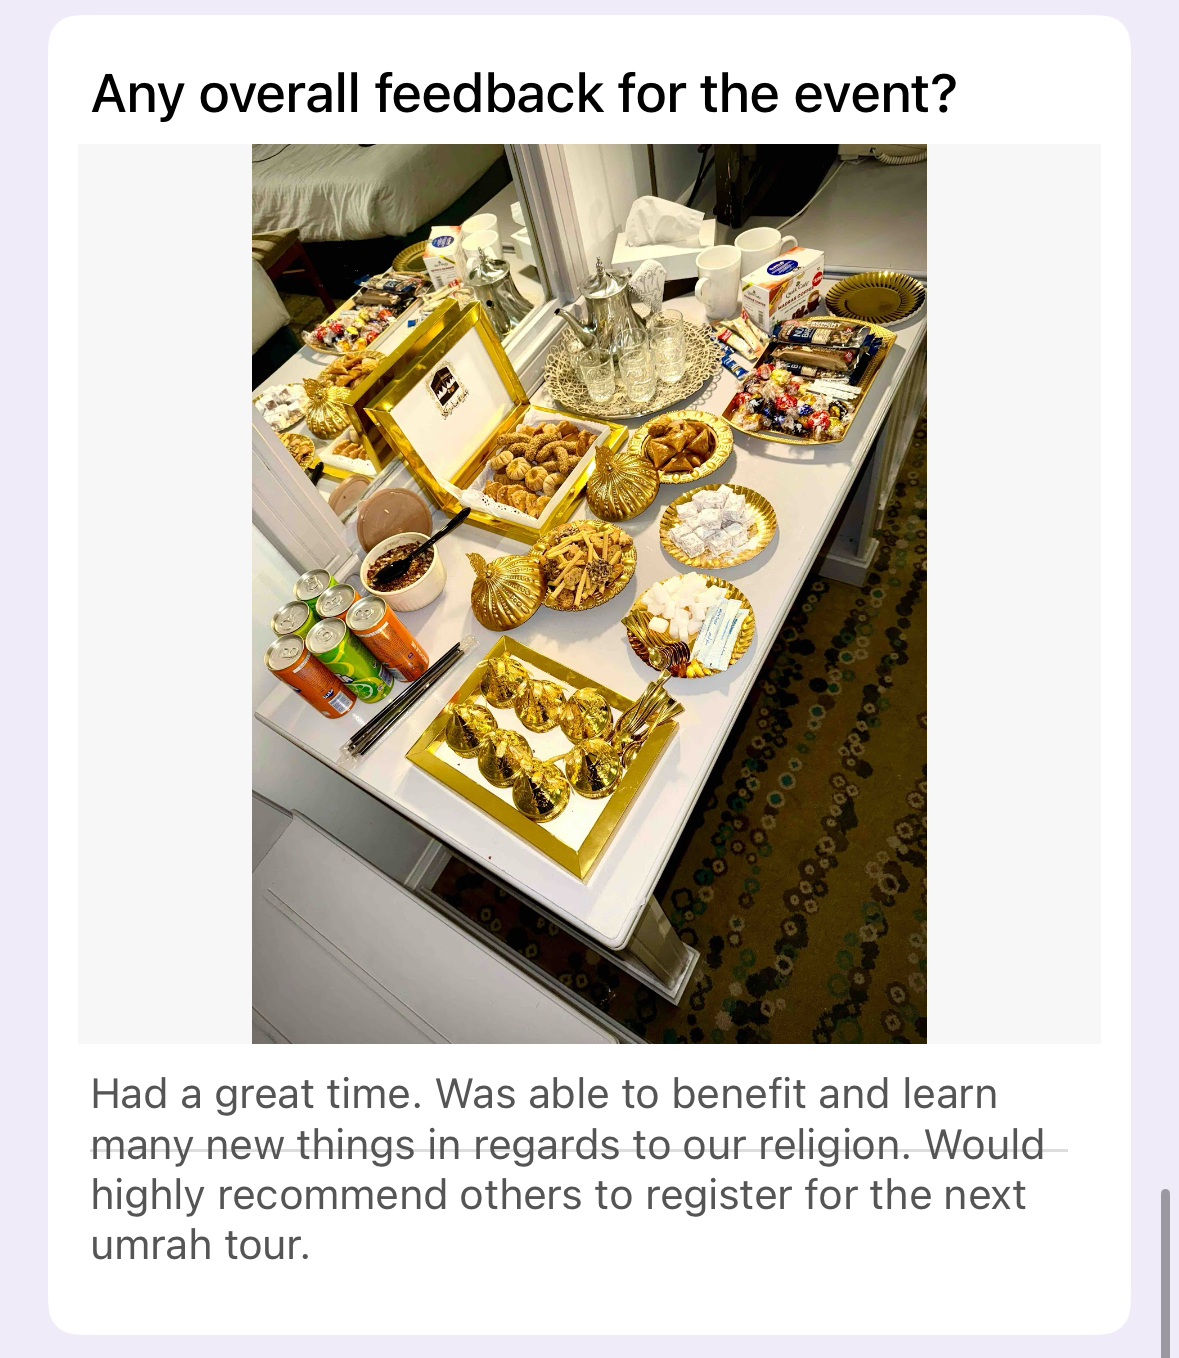 Any overall feedback for the event?
Had a great time. Was able to benefit and learn
many new things in regards to our religion. Would
highly recommend others to register for the next
umrah tour.